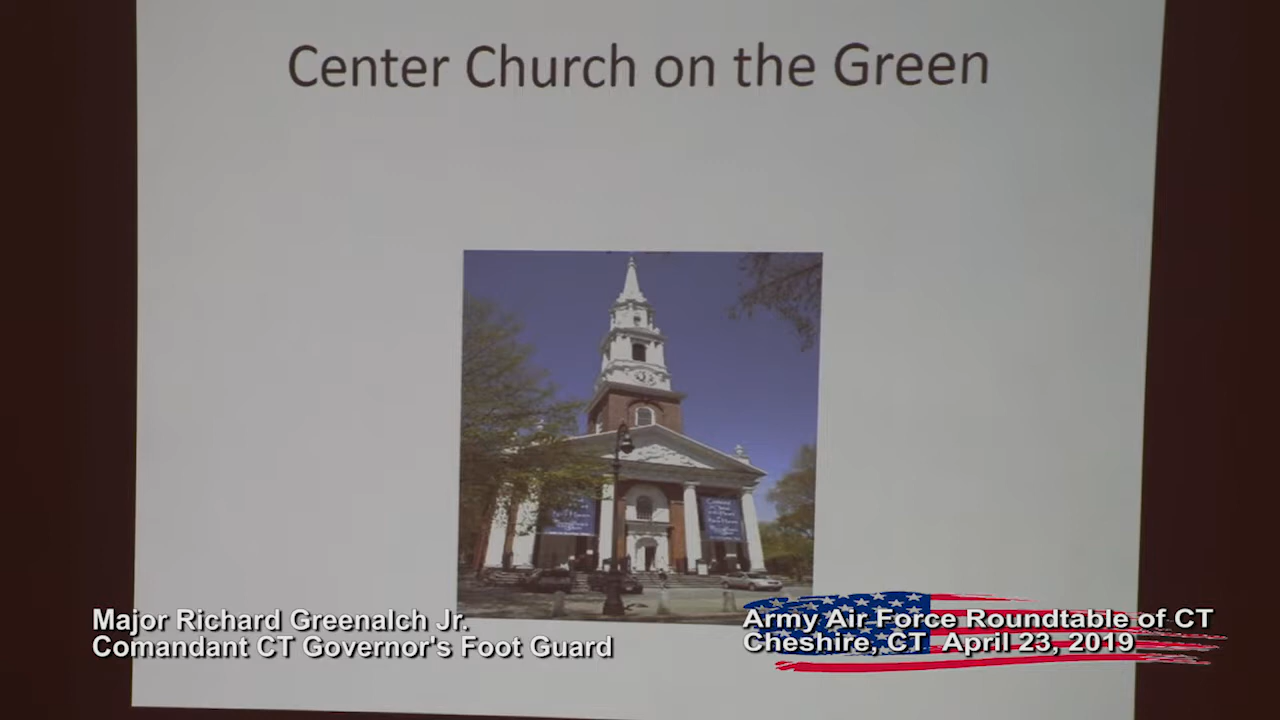 Center Church on the Green
Major Richard Greenalch Jr.
Comandant CT Governor's Foot Guard
Army Air Force Roundtable of CT
Cheshire, CT April 23, 2019